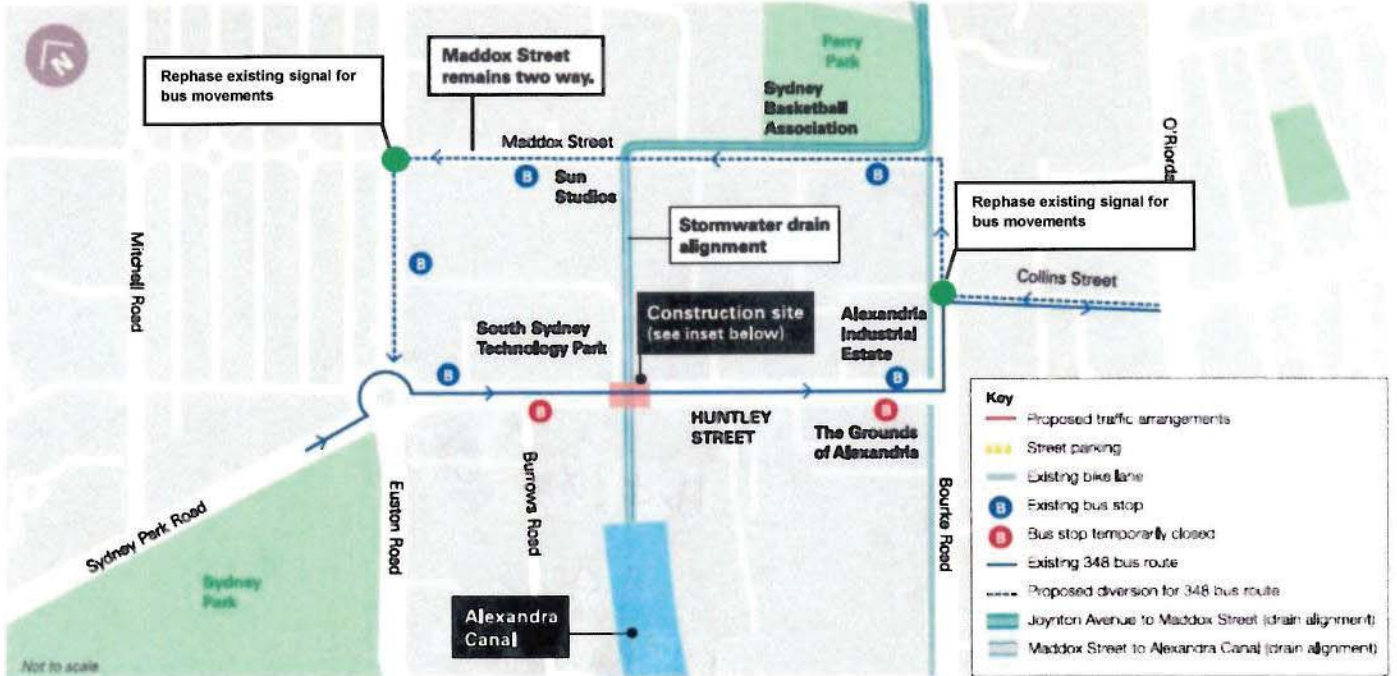 N
Rephase existing signal for
bus movements
Maddox Street
remains two way.
Perry
Park
Sydney
Basketball
Association
Maddox Street
B
Sun
Studios
B
O'Riorda
Rephase existing signal for
bus movements
Stormwater drain
alignment
Mitchell Road
B
Collins Street
Construction site
(see inset below)
South Sydney
Technology Park
Alexandria
Industrial
Estate
B
B
B
B
HUNTLEY
STREET
The Grounds
of Alexandria
Burrows Road
Euston Road
Bourke Road
Sydney Park Road
Sydney
Park
Alexandra
Canal
Not to scale
Key
Proposed traffic arrangements
Street parking
Existing bike lane
B Existing bus stop
B Bus stop temporarily closed
Existing 348 bus route
Proposed diversion for 348 bus route
Joynton Avenue to Maddox Street (drain alignment)
Maddox Street to Alexandra Canal (drain alignment)